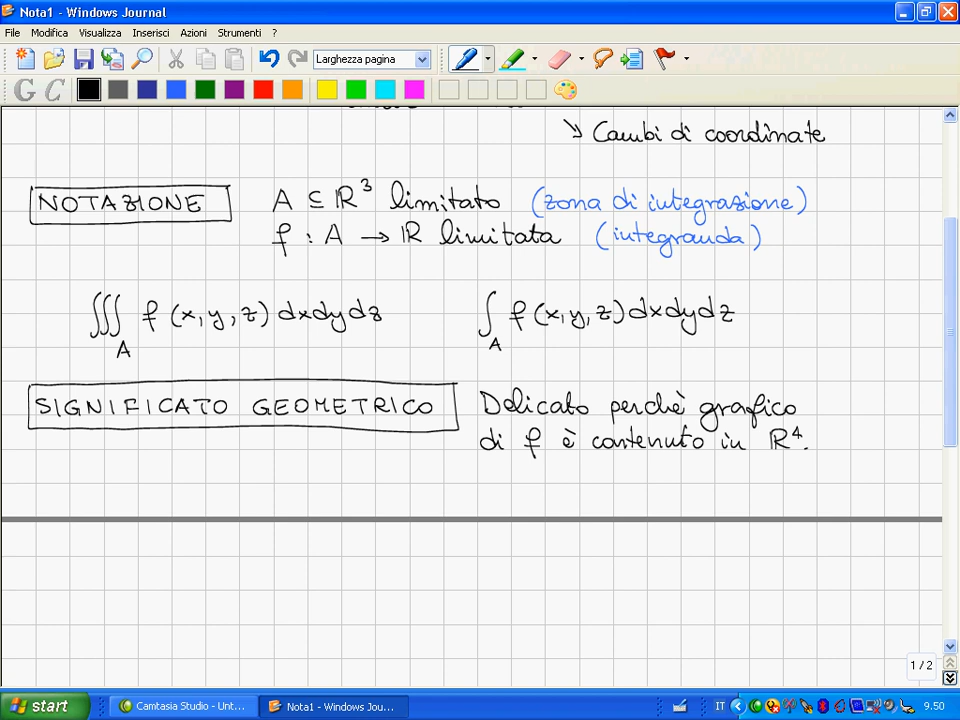 Nota1 - Windows Journal
File Modifica Visualizza Inserisci Azioni Strumenti ?
Larghezza pagina
G C
↘ Cambi di coordinate
NOTAZIONE A ⊆ ℝ³ limitato (zona di integrazione)
f : A → ℝ limitata (integranda)
∭_A f(x,y,z) dxdydz ∫_A f(x,y,z) dxdydz
SIGNIFICATO GEOMETRICO Delicato perchè grafico
di f è contenuto in ℝ⁴.
1 / 2
start Camtasia Studio - Unt... Nota1 - Windows Jou... IT 9.50